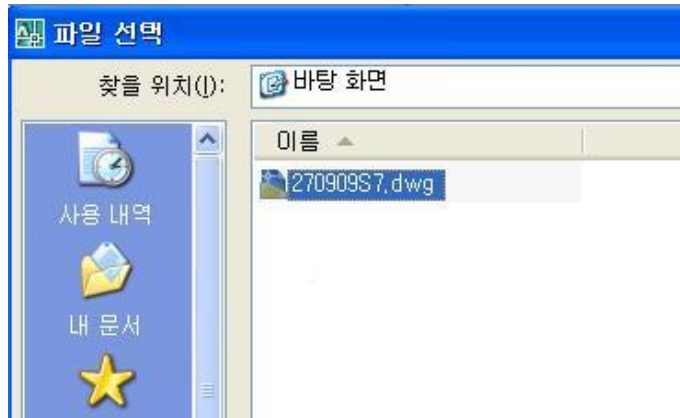 파일 선택
찾을 위치(I):
바탕 화면
이름
270909S7.dwg
사용 내역
내 문서